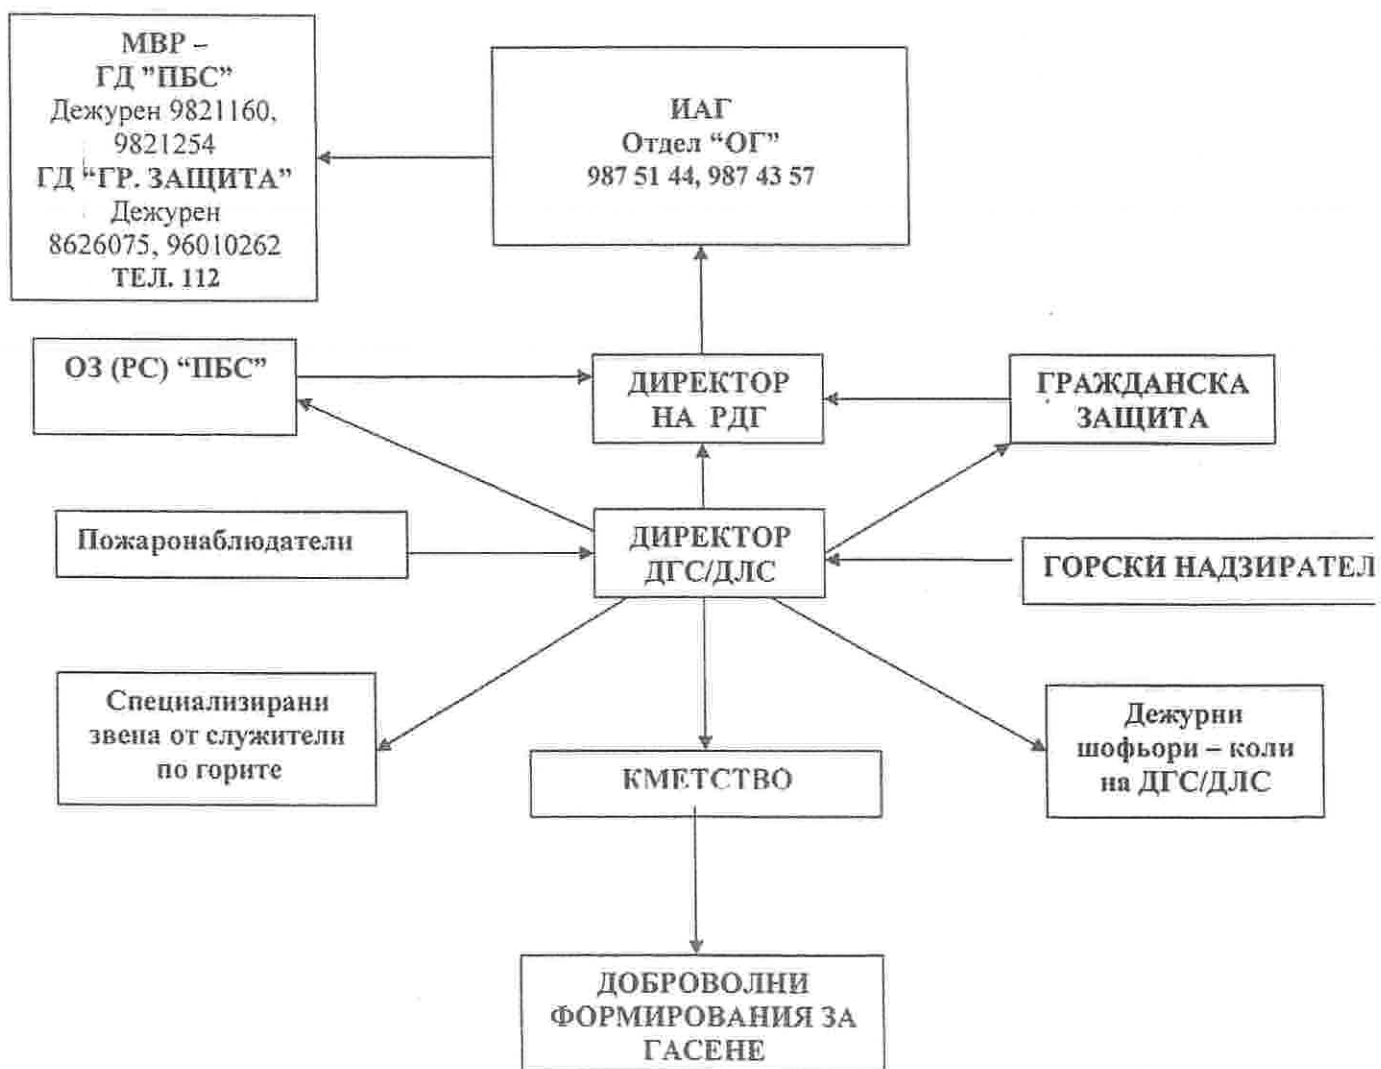 МВР –
ГД ”ПБС”
Дежурен 9821160,
9821254
ГД “ГР. ЗАЩИТА”
Дежурен
8626075, 96010262
ТЕЛ. 112
ИАГ
Отдел “ОГ”
987 51 44, 987 43 57
ОЗ (РС) “ПБС”
ДИРЕКТОР
НА РДГ
ГРАЖДАНСКА
ЗАЩИТА
Пожаронаблюдатели
ДИРЕКТОР
ДГС/ДЛС
ГОРСКИ НАДЗИРАТЕЛ
Специализирани
звена от служители
по горите
КМЕТСТВО
Дежурни
шофьори – коли
на ДГС/ДЛС
ДОБРОВОЛНИ
ФОРМИРОВАНИЯ ЗА
ГАСЕНЕ